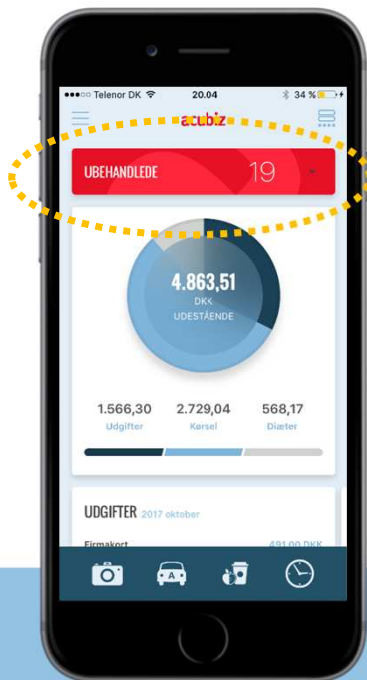 Telenor DK 20.04 34 %
acubiz
UBEHANDLEDE 19
4.863,51
DKK
UDESTÅENDE
1.566,30 2.729,04 568,17
Udgifter Kørsel Diæter
UDGIFTER 2017 oktober
Firmakort 491,00 DKK
A